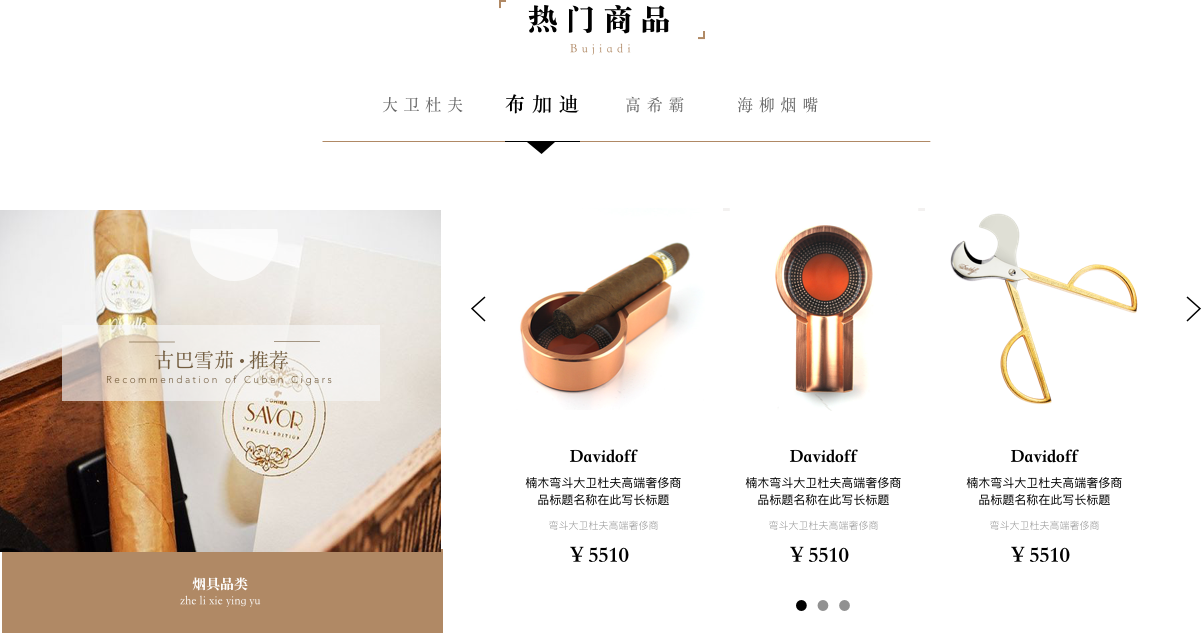 热门商品
Bujiadi
大卫杜夫 布加迪 高希霸 海柳烟嘴
SAVOR
古巴雪茄·推荐
Recommendation of Cuban Cigars
COHIBA
SAVOR
SPECIAL·EDITION
烟具品类
zhe li xie ying yu
Davidoff
楠木弯斗大卫杜夫高端奢侈商
品标题名称在此写长标题
弯斗大卫杜夫高端奢侈商
¥ 5510
Davidoff
楠木弯斗大卫杜夫高端奢侈商
品标题名称在此写长标题
弯斗大卫杜夫高端奢侈商
¥ 5510
Davidoff
楠木弯斗大卫杜夫高端奢侈商
品标题名称在此写长标题
弯斗大卫杜夫高端奢侈商
¥ 5510